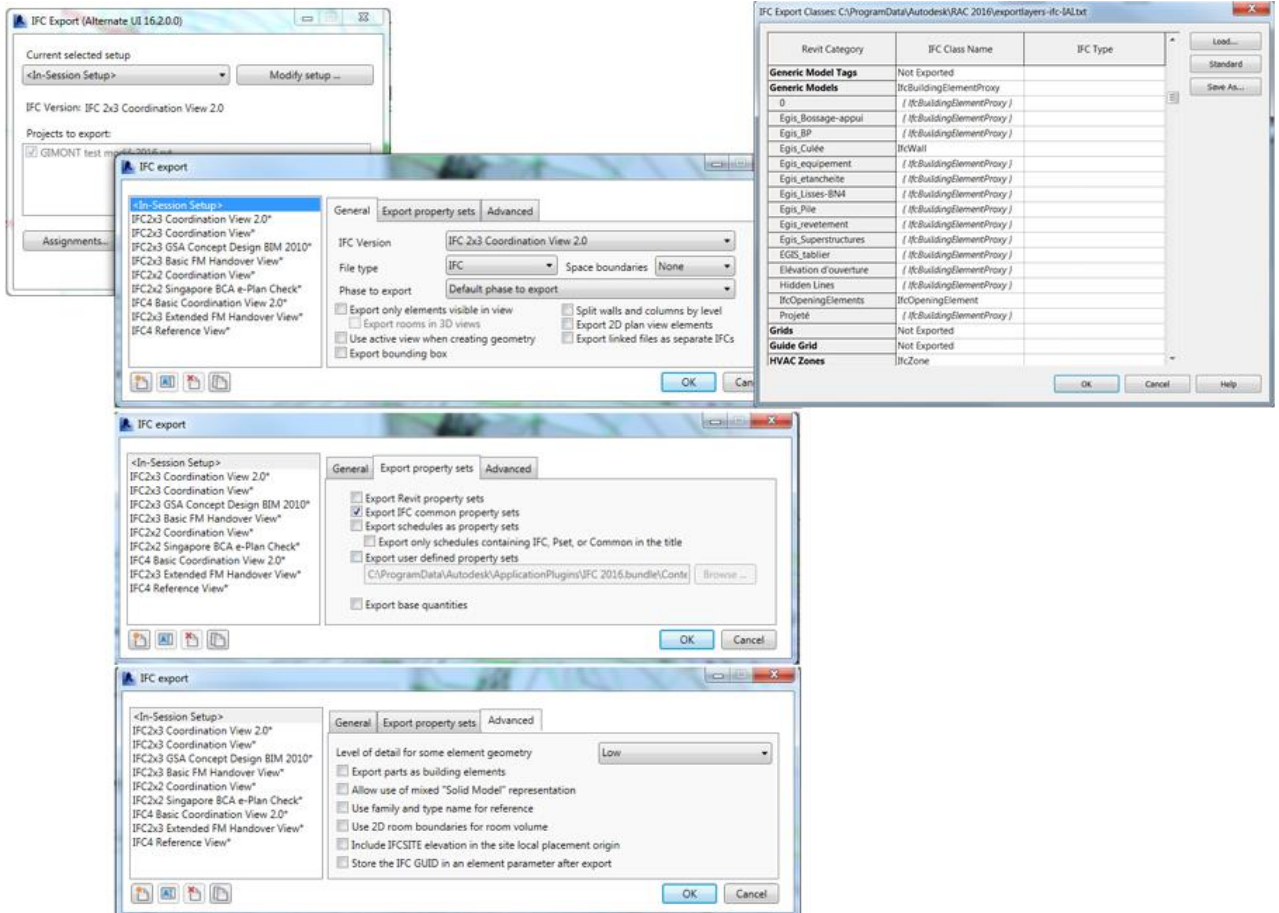 IFC Export (Alternate UI 16.2.0.0)
Current selected setup
<In-Session Setup>
Modify setup ...
IFC Version: IFC 2x3 Coordination View 2.0
Projects to export:
GIMONT test
Assignments...
IFC export
<In-Session Setup>
IFC2x3 Coordination View 2.0*
IFC2x3 Coordination View*
IFC2x3 GSA Concept Design BIM 2010*
IFC2x3 Basic FM Handover View*
IFC2x2 Coordination View*
IFC2x2 Singapore BCA e-Plan Check*
IFC4 Basic Coordination View 2.0*
IFC2x3 Extended FM Handover View*
IFC4 Reference View*
General Export property sets Advanced
IFC Version IFC 2x3 Coordination View 2.0
File type IFC Space boundaries None
Phase to export Default phase to export
Export only elements visible in view Split walls and columns by level
Export rooms in 3D views Export 2D plan view elements
Use active view when creating geometry Export linked files as separate IFCs
Export bounding box
OK Can
IFC Export Classes: C:\ProgramData\Autodesk\RAC 2016\exportlayers-ifc-IAI.txt
Revit Category IFC Class Name IFC Type
Generic Model Tags Not Exported
Generic Models IfcBuildingElementProxy
0 { IfcBuildingElementProxy }
Egis_Bossage-appui { IfcBuildingElementProxy }
Egis_BP { IfcBuildingElementProxy }
Egis_Culée IfcWall
Egis_equipement { IfcBuildingElementProxy }
Egis_etancheite { IfcBuildingElementProxy }
Egis_Lisses-BN4 { IfcBuildingElementProxy }
Egis_Pile { IfcBuildingElementProxy }
Egis_revetement { IfcBuildingElementProxy }
Egis_Superstructures { IfcBuildingElementProxy }
EGIS_tablier { IfcBuildingElementProxy }
Elévation d'ouverture { IfcBuildingElementProxy }
Hidden Lines { IfcBuildingElementProxy }
IfcOpeningElements IfcOpeningElement
Projeté { IfcBuildingElementProxy }
Grids Not Exported
Guide Grid Not Exported
HVAC Zones IfcZone
Load...
Standard
Save As...
OK Cancel Help
IFC export
<In-Session Setup>
IFC2x3 Coordination View 2.0*
IFC2x3 Coordination View*
IFC2x3 GSA Concept Design BIM 2010*
IFC2x3 Basic FM Handover View*
IFC2x2 Coordination View*
IFC2x2 Singapore BCA e-Plan Check*
IFC4 Basic Coordination View 2.0*
IFC2x3 Extended FM Handover View*
IFC4 Reference View*
General Export property sets Advanced
Export Revit property sets
Export IFC common property sets
Export schedules as property sets
Export only schedules containing IFC, Pset, or Common in the title
Export user defined property sets
C:\ProgramData\Autodesk\ApplicationPlugins\IFC 2016.bundle\Conte Browse ...
Export base quantities
OK Cancel
IFC export
<In-Session Setup>
IFC2x3 Coordination View 2.0*
IFC2x3 Coordination View*
IFC2x3 GSA Concept Design BIM 2010*
IFC2x3 Basic FM Handover View*
IFC2x2 Coordination View*
IFC2x2 Singapore BCA e-Plan Check*
IFC4 Basic Coordination View 2.0*
IFC2x3 Extended FM Handover View*
IFC4 Reference View*
General Export property sets Advanced
Level of detail for some element geometry Low
Export parts as building elements
Allow use of mixed "Solid Model" representation
Use family and type name for reference
Use 2D room boundaries for room volume
Include IFCSITE elevation in the site local placement origin
Store the IFC GUID in an element parameter after export
OK Cancel